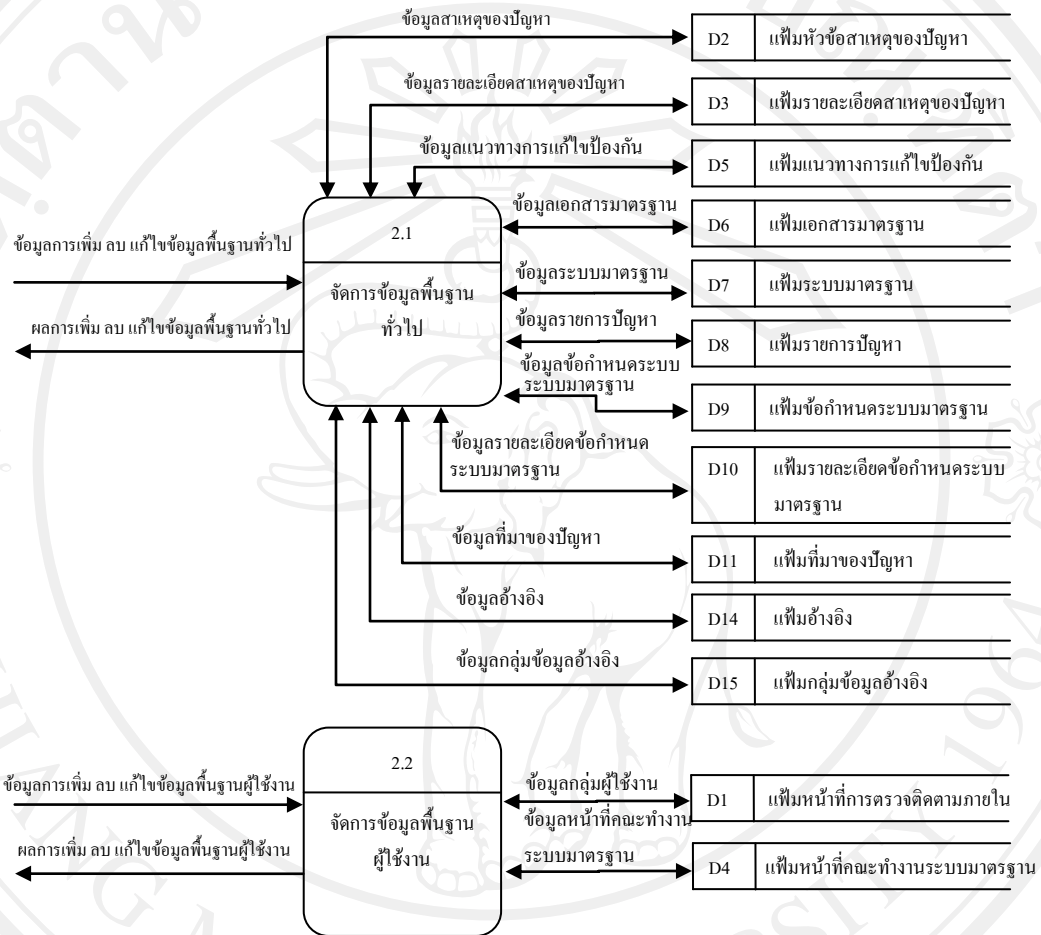 ข้อมูลสาเหตุของปัญหา
D2 แฟ้มหัวข้อสาเหตุของปัญหา
ข้อมูลรายละเอียดสาเหตุของปัญหา
D3 แฟ้มรายละเอียดสาเหตุของปัญหา
ข้อมูลแนวทางการแก้ไขป้องกัน
D5 แฟ้มแนวทางการแก้ไขป้องกัน
ข้อมูลเอกสารมาตรฐาน
D6 แฟ้มเอกสารมาตรฐาน
2.1
จัดการข้อมูลพื้นฐาน
ทั่วไป
ข้อมูลการเพิ่ม ลบ แก้ไขข้อมูลพื้นฐานทั่วไป
ผลการเพิ่ม ลบ แก้ไขข้อมูลพื้นฐานทั่วไป
ข้อมูลระบบมาตรฐาน
D7 แฟ้มระบบมาตรฐาน
ข้อมูลรายการปัญหา
D8 แฟ้มรายการปัญหา
ข้อมูลข้อกำหนดระบบ
ระบบมาตรฐาน
D9 แฟ้มข้อกำหนดระบบมาตรฐาน
ข้อมูลรายละเอียดข้อกำหนด
ระบบมาตรฐาน
D10 แฟ้มรายละเอียดข้อกำหนดระบบ
มาตรฐาน
ข้อมูลที่มาของปัญหา
D11 แฟ้มที่มาของปัญหา
ข้อมูลอ้างอิง
D14 แฟ้มอ้างอิง
ข้อมูลกลุ่มข้อมูลอ้างอิง
D15 แฟ้มกลุ่มข้อมูลอ้างอิง
2.2
จัดการข้อมูลพื้นฐาน
ผู้ใช้งาน
ข้อมูลการเพิ่ม ลบ แก้ไขข้อมูลพื้นฐานผู้ใช้งาน
ผลการเพิ่ม ลบ แก้ไขข้อมูลพื้นฐานผู้ใช้งาน
ข้อมูลกลุ่มผู้ใช้งาน
D1 แฟ้มหน้าที่การตรวจติดตามภายใน
ข้อมูลหน้าที่คณะทำงาน
ระบบมาตรฐาน
D4 แฟ้มหน้าที่คณะทำงานระบบมาตรฐาน